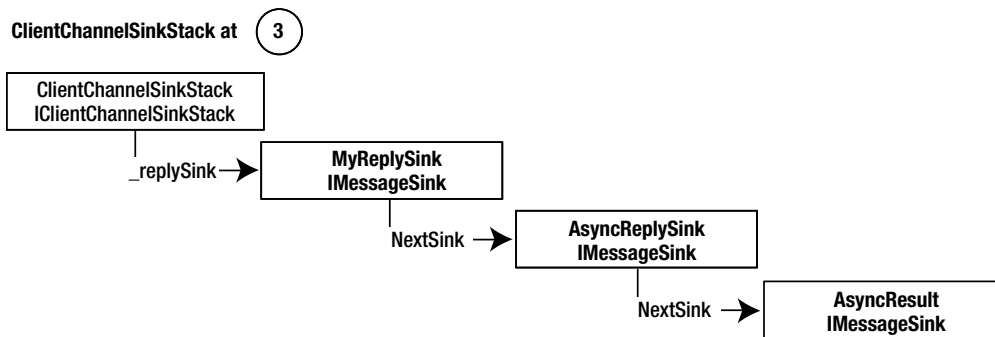 ClientChannelSinkStack at 3
ClientChannelSinkStack
IClientChannelSinkStack
_replySink
MyReplySink
IMessageSink
NextSink
AsyncReplySink
IMessageSink
NextSink
AsyncResult
IMessageSink